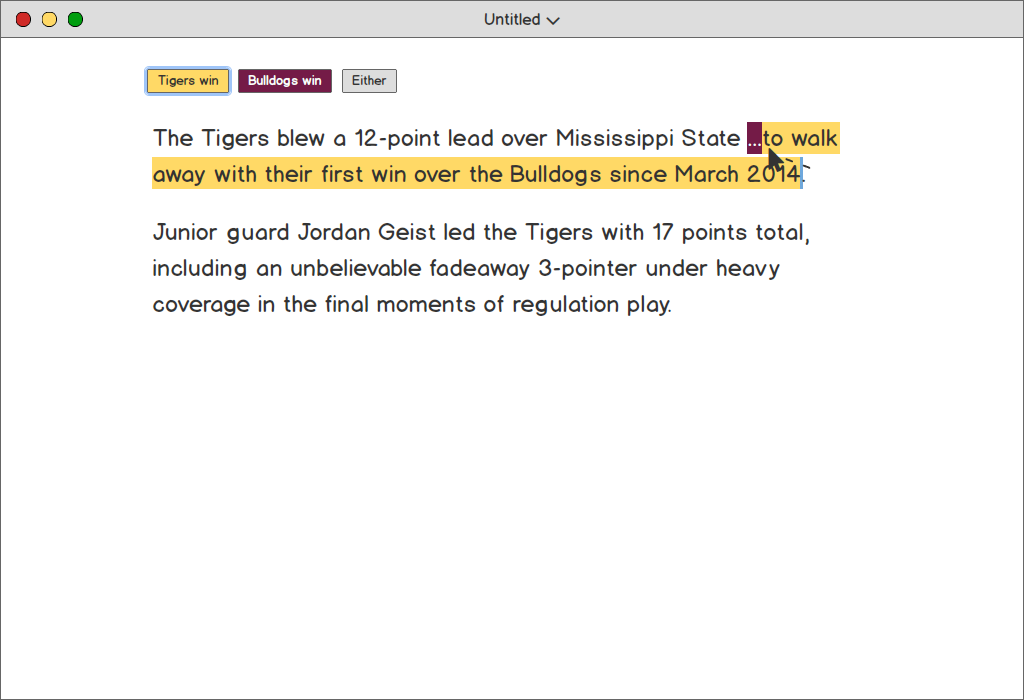 Untitled
Tigers win Bulldogs win Either
The Tigers blew a 12-point lead over Mississippi State ...to walk
away with their first win over the Bulldogs since March 2014.
Junior guard Jordan Geist led the Tigers with 17 points total,
including an unbelievable fadeaway 3-pointer under heavy
coverage in the final moments of regulation play.